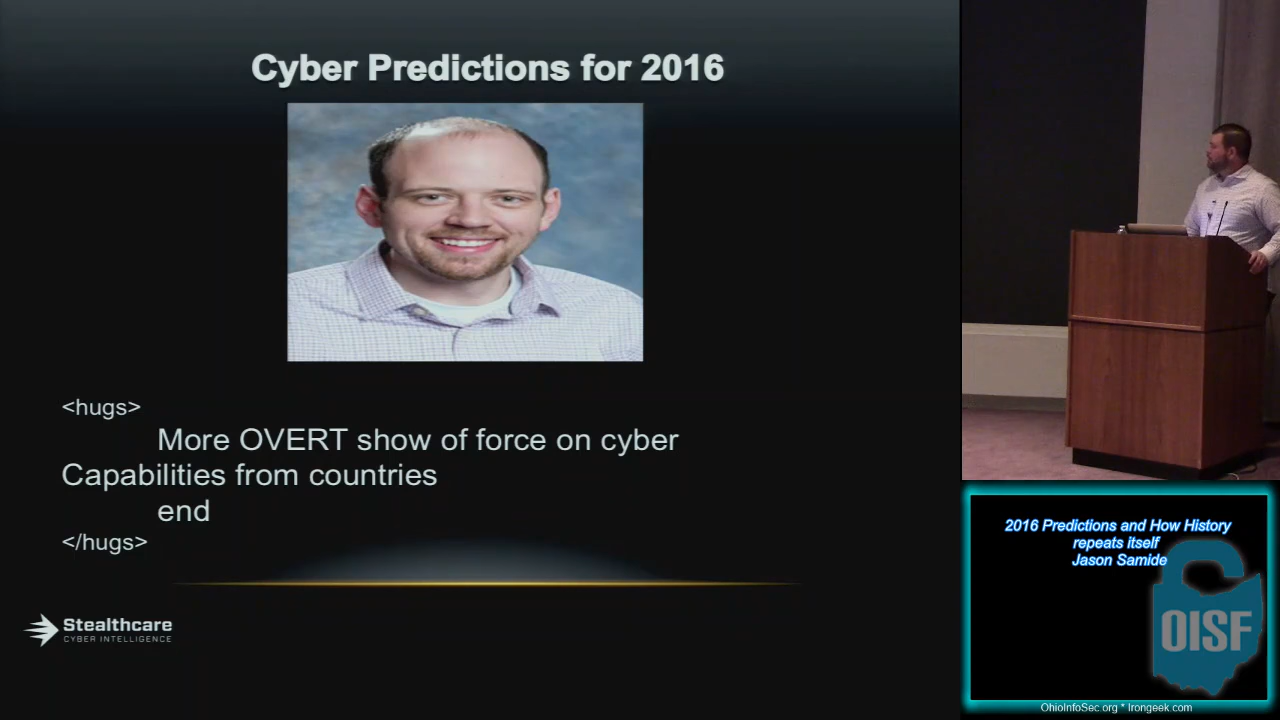 Cyber Predictions for 2016
<hugs>
More OVERT show of force on cyber
Capabilities from countries
end
</hugs>
Stealthcare
CYBER INTELLIGENCE
2016 Predictions and How History
repeats itself
Jason Samide
OISF
OhioInfoSec.org * Irongeek.com